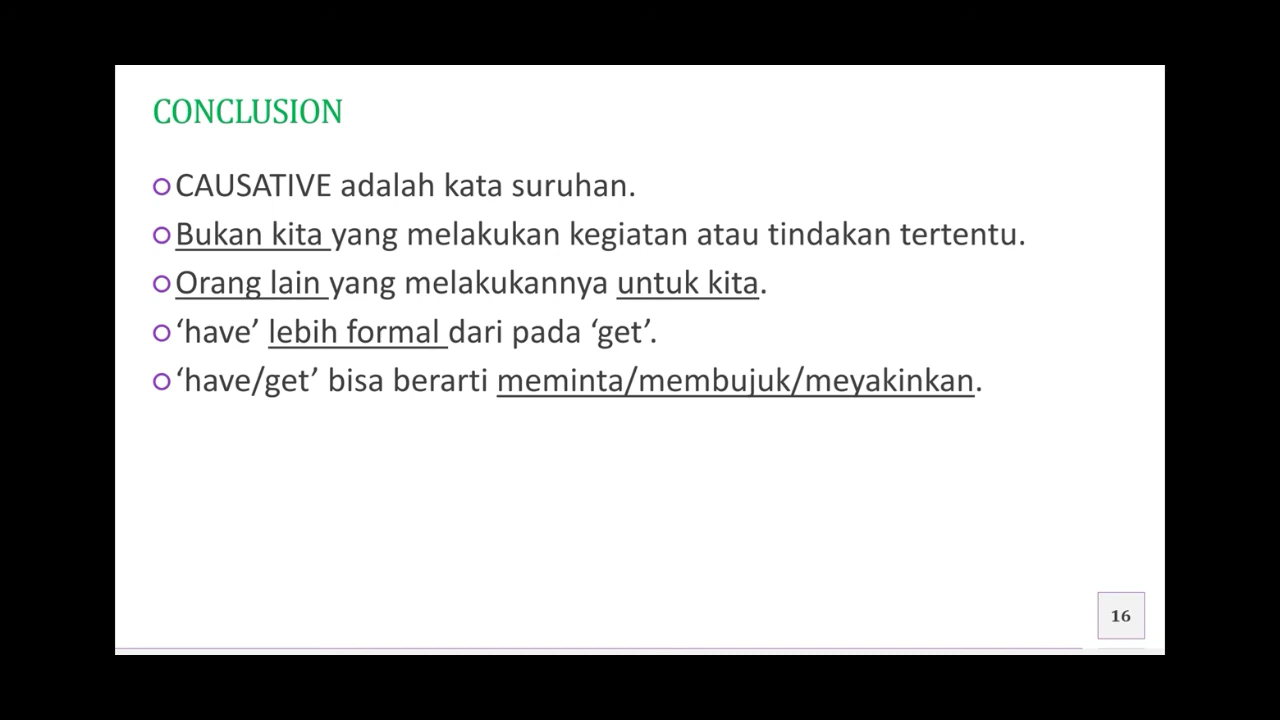 CONCLUSION
CAUSATIVE adalah kata suruhan.
Bukan kita yang melakukan kegiatan atau tindakan tertentu.
Orang lain yang melakukannya untuk kita.
‘have’ lebih formal dari pada ‘get’.
‘have/get’ bisa berarti meminta/membujuk/meyakinkan.
16